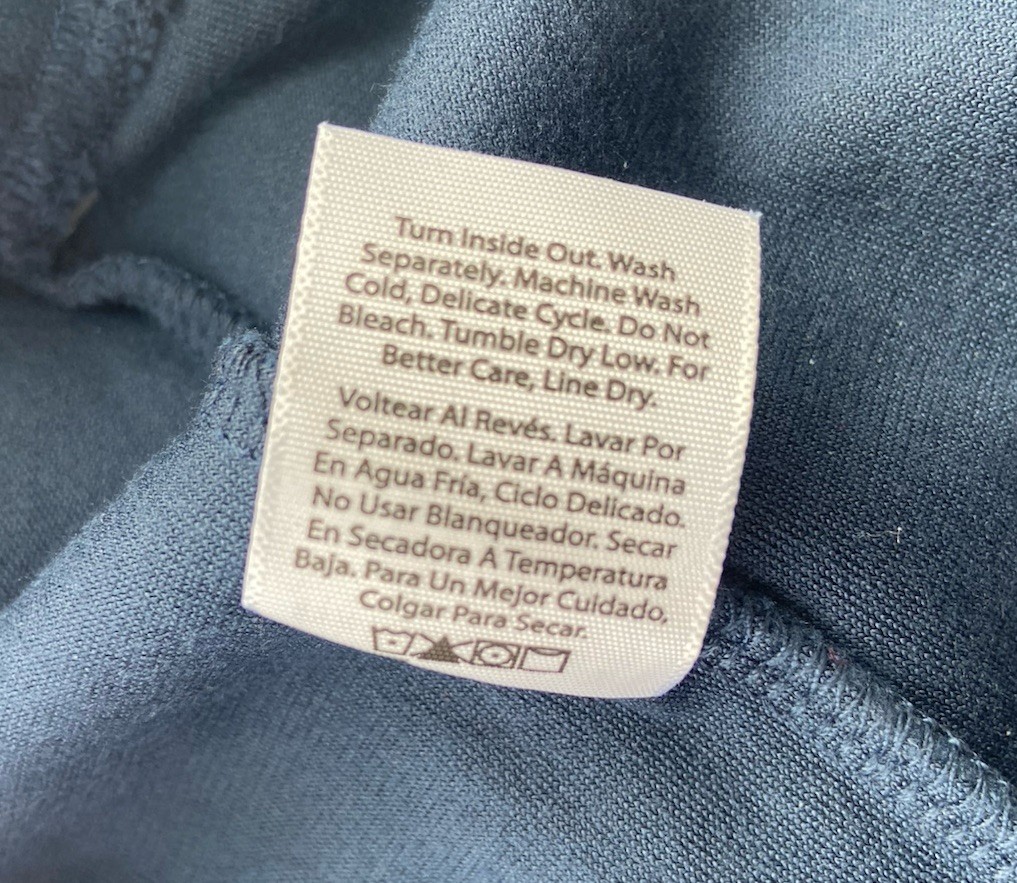 Turn Inside Out. Wash
Separately. Machine Wash
Cold, Delicate Cycle. Do Not
Bleach. Tumble Dry Low. For
Better Care, Line Dry.
Voltear Al Revés. Lavar Por
Separado. Lavar A Máquina
En Agua Fría, Ciclo Delicado.
No Usar Blanqueador. Secar
En Secadora A Temperatura
Baja. Para Un Mejor Cuidado,
Colgar Para Secar.